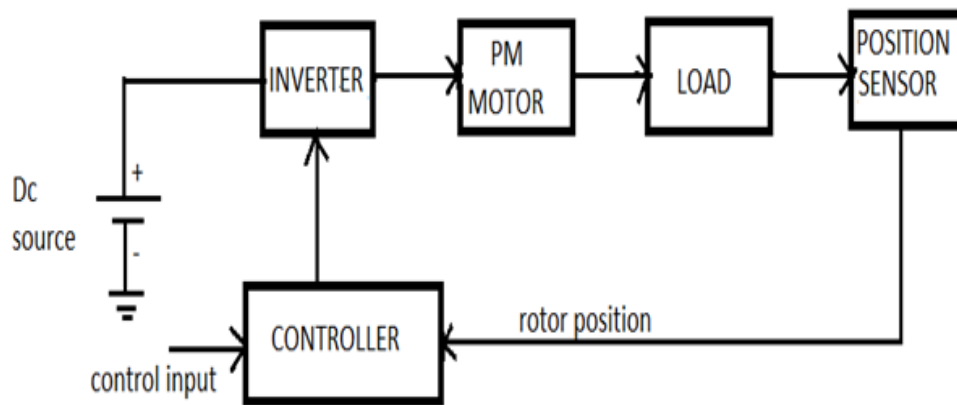 INVERTER
PM
MOTOR
LOAD
POSITION
SENSOR
Dc
source
+
-
CONTROLLER
rotor position
control input